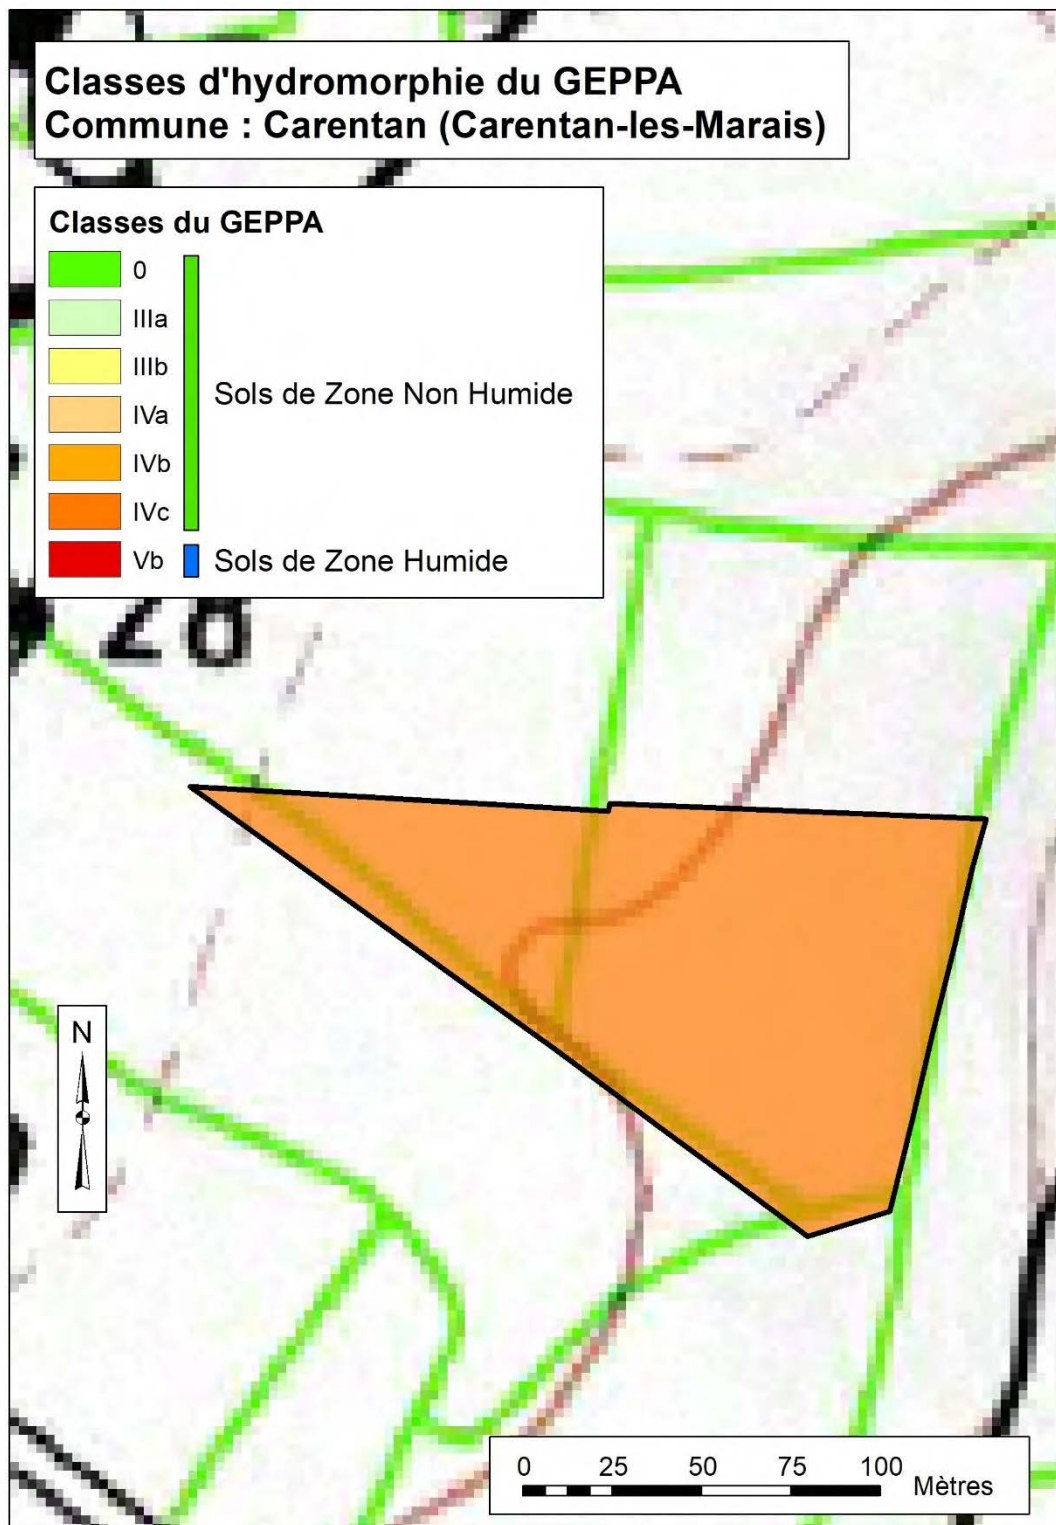 Classes d'hydromorphie du GEPPA
Commune : Carentan (Carentan-les-Marais)
Classes du GEPPA
0
IIIa
IIIb
IVa
IVb
IVc
Vb
Sols de Zone Non Humide
Sols de Zone Humide
28
N
0 25 50 75 100
Mètres